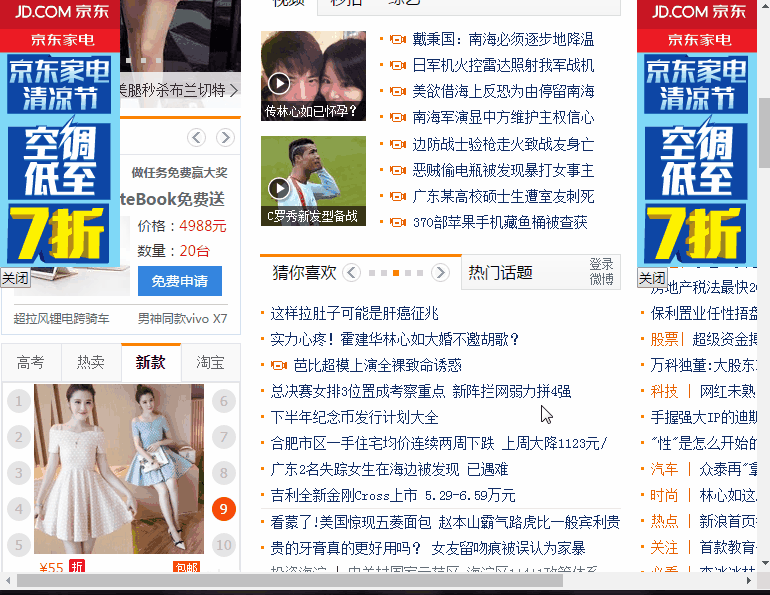 JD.COM 京东
京东家电
京东家电
清凉节
空调
低至
7折
关闭
美腿秒杀布兰切特
做任务免费赢大奖
teBook免费送
价格：4988元
数量：20台
免费申请
超拉风锂电跨骑车
男神同款vivo X7
高考
热卖
新款
淘宝
1
2
3
4
5
6
7
8
9
10
¥55 折
包邮
视频
秒拍
综艺
传林心如已怀孕?
C罗秀新发型备战
戴秉国：南海必须逐步地降温
日军机火控雷达照射我军战机
美欲借海上反恐为由停留南海
南海军演显中方维护主权信心
边防战士验枪走火致战友身亡
恶贼偷电瓶被发现暴打女事主
广东某高校硕士生遭室友刺死
370部苹果手机藏鱼桶被查获
猜你喜欢
热门话题
登录
微博
这样拉肚子可能是肝癌征兆
实力心疼！霍建华林心如大婚不邀胡歌？
芭比超模上演全裸致命诱惑
总决赛女排3位置成考察重点 新阵拦网弱力拼4强
下半年纪念币发行计划大全
合肥市区一手住宅均价连续两周下跌 上周大降1123元/
广东2名失踪女生在海边被发现 已遇难
吉利全新金刚Cross上市 5.29-6.59万元
看蒙了!美国惊现五菱面包 赵本山霸气路虎比一般宾利贵
贵的牙膏真的更好用吗? 女友留吻痕被误认为家暴
JD.COM 京东
京东家电
京东家电
清凉节
空调
低至
7折
关闭
房地产税法最快2
保利置业任性捂盘
股票| 超级资金
万科独董:大股东
科技 | 网红未熟
手握强大IP的迪斯
"性"是怎么开始的
汽车 | 众泰再"拿
时尚 | 林心如这
热点 | 新浪首页
关注 | 首款教育